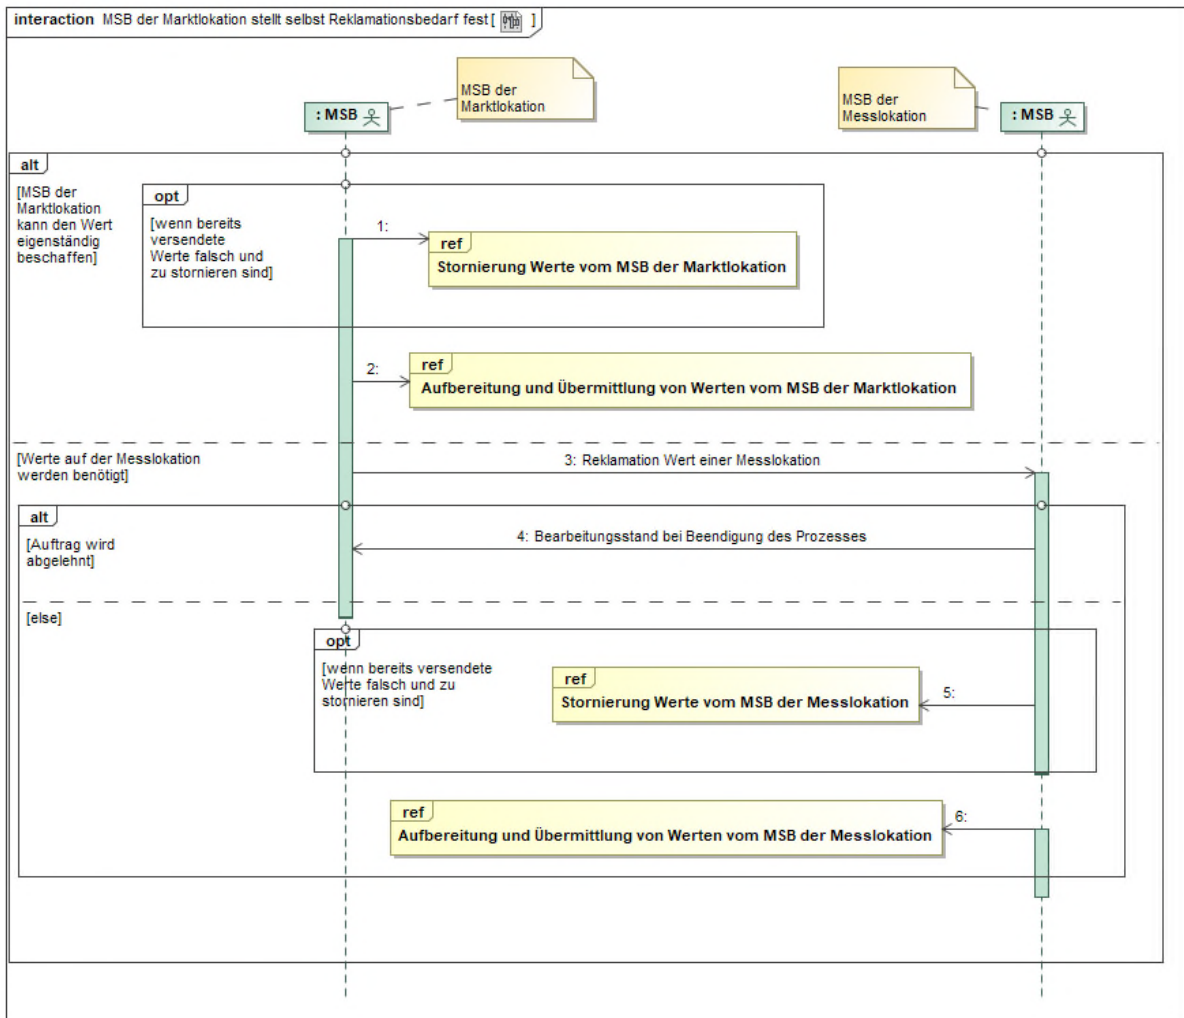 interaction MSB der Marktlokation stellt selbst Reklamationsbedarf fest [ ]
MSB der
Marktlokation
MSB der
Messlokation
: MSB
: MSB
alt
[MSB der
Marktlokation
kann den Wert
eigenständig
beschaffen]
opt
[wenn bereits
versendete
Werte falsch und
zu stornieren sind]
1:
ref
Stornierung Werte vom MSB der Marktlokation
2:
ref
Aufbereitung und Übermittlung von Werten vom MSB der Marktlokation
[Werte auf der Messlokation
werden benötigt]
3: Reklamation Wert einer Messlokation
alt
[Auftrag wird
abgelehnt]
4: Bearbeitungsstand bei Beendigung des Prozesses
[else]
opt
[wenn bereits versendete
Werte falsch und zu
stornieren sind]
ref
Stornierung Werte vom MSB der Messlokation
5:
ref
Aufbereitung und Übermittlung von Werten vom MSB der Messlokation
6: